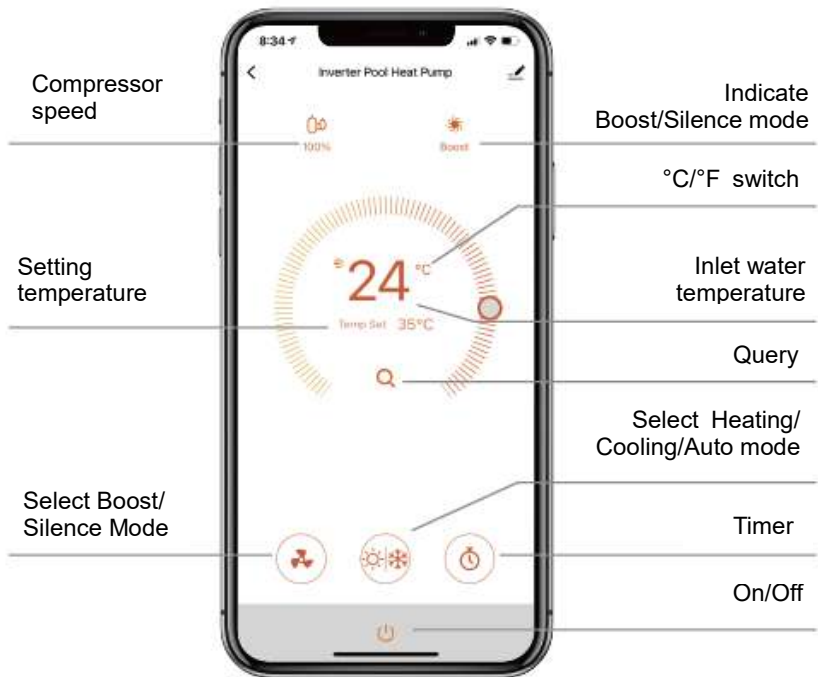 8:34
Inverter Pool Heat Pump
Compressor
speed
Indicate
Boost/Silence mode
100%
Boost
°C/°F switch
24 °C
Setting
temperature
Inlet water
temperature
Temp Set 35°C
Query
Select Heating/
Cooling/Auto mode
Select Boost/
Silence Mode
Timer
On/Off